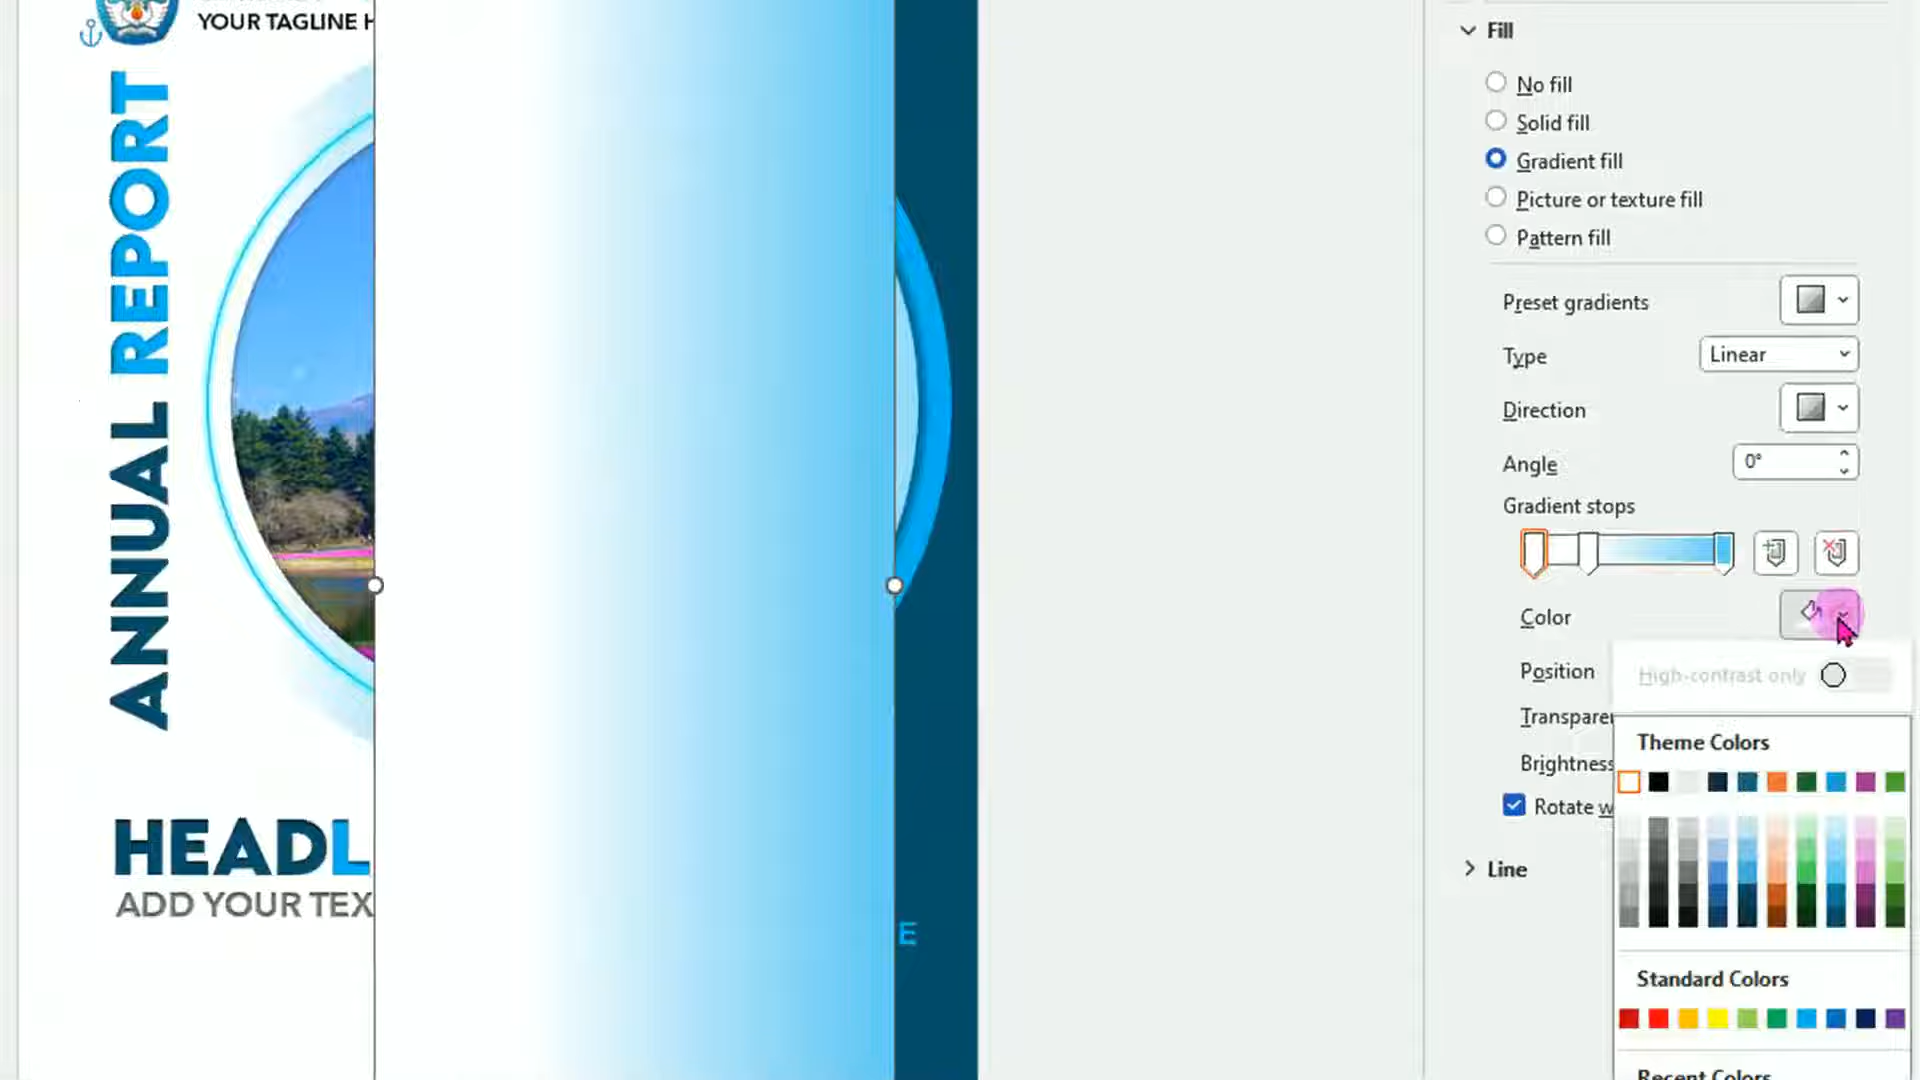 YOUR TAGLINE H
ANNUAL REPORT
HEADL
ADD YOUR TEX
E
Fill
No fill
Solid fill
Gradient fill
Picture or texture fill
Pattern fill
Preset gradients
Type
Linear
Direction
Angle
0°
Gradient stops
Color
Position
High-contrast only
Transparen
Brightness
Rotate w
Line
Theme Colors
Standard Colors
Recent Colors